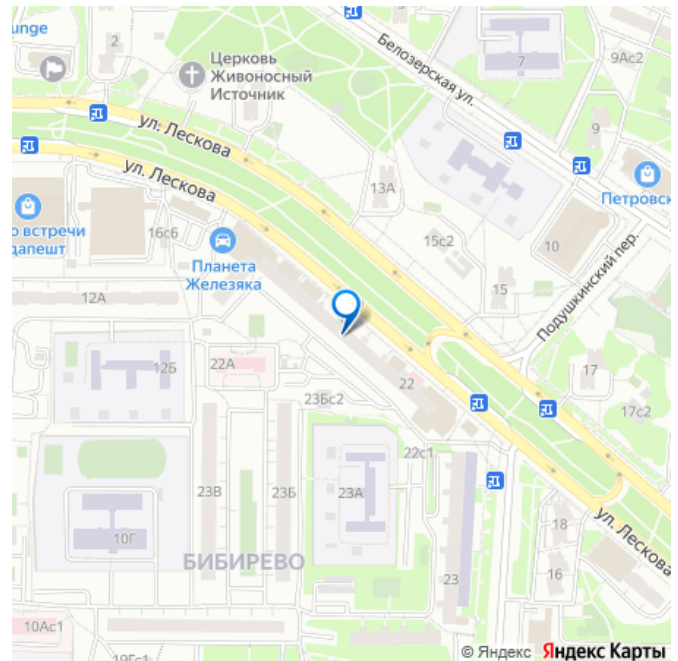 unge
2
Церковь
Живоносный
Источник
Белозерская ул.
7
9Ас2
9
ул. Лескова
ул. Лескова
13А
Петровск
о встречи
дапешт
16с6
Планета
Железяка
15с2
10
Подушкинский пер.
15
12А
12Б
22А
22
17
23Бс2
17с2
22с1
23В
23Б
23А
10Г
БИБИРЕВО
18
ул. Лескова
16
23
10Ас1
19Гс1
© Яндекс Яндекс Карты